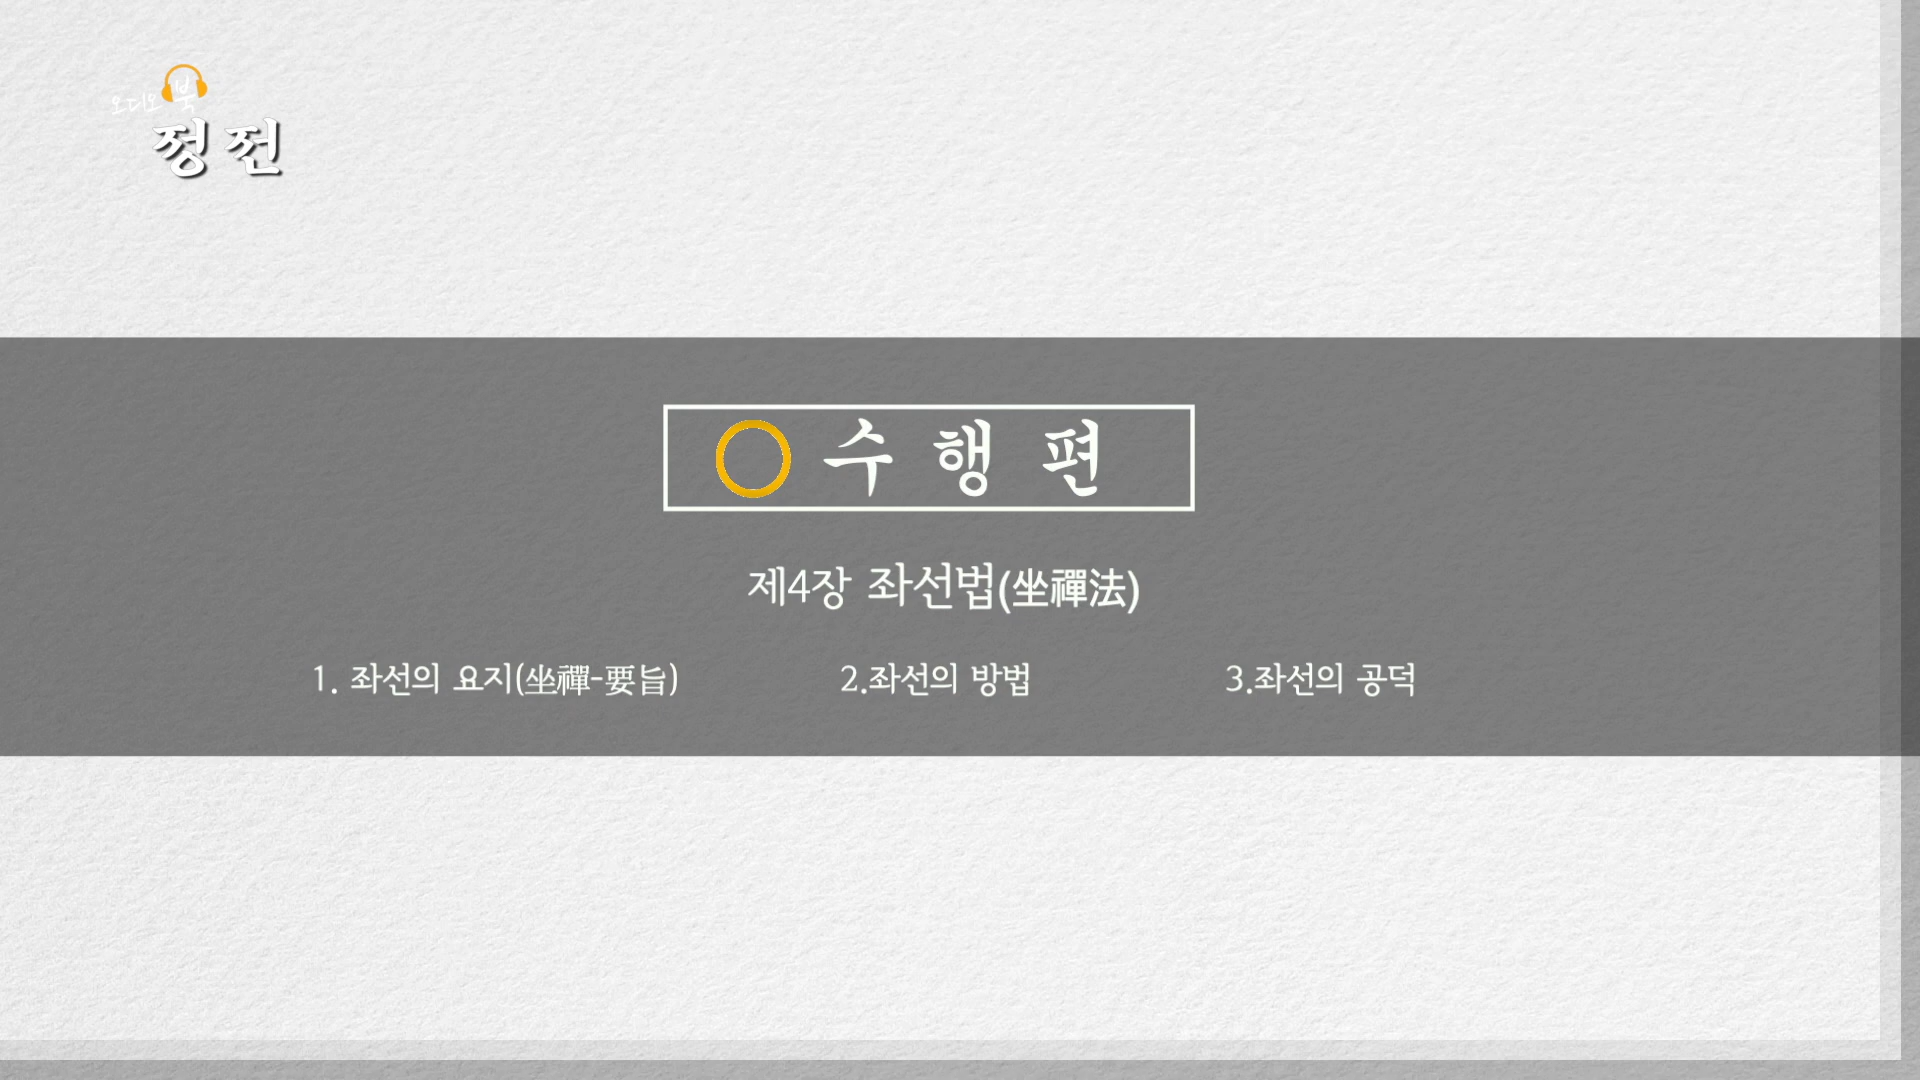 오디오 북
정전
수행편
제4장 좌선법(坐禪法)
1. 좌선의 요지(坐禪-要旨) 2.좌선의 방법 3.좌선의 공덕